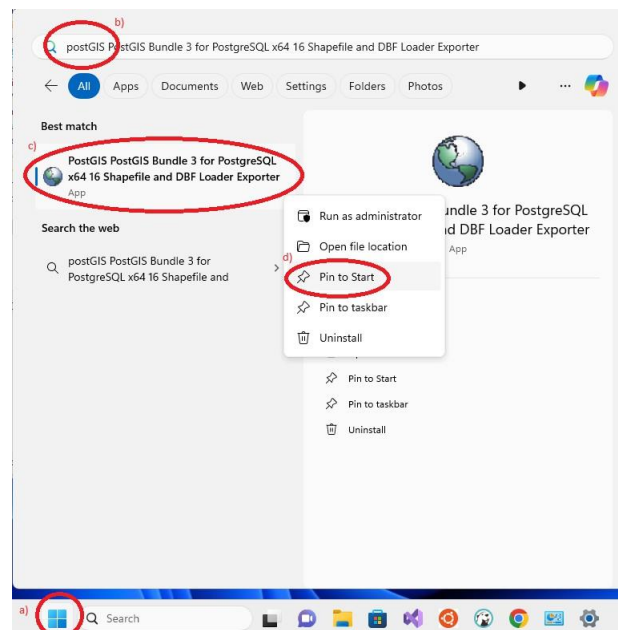 b)
postGIS PostGIS Bundle 3 for PostgreSQL x64 16 Shapefile and DBF Loader Exporter
All Apps Documents Web Settings Folders Photos
Best match
c)
PostGIS PostGIS Bundle 3 for PostgreSQL
x64 16 Shapefile and DBF Loader Exporter
App
Search the web
postGIS PostGIS Bundle 3 for
PostgreSQL x64 16 Shapefile and
Run as administrator
Open file location
d)
Pin to Start
Pin to taskbar
Uninstall
undle 3 for PostgreSQL
d DBF Loader Exporter
App
Pin to Start
Pin to taskbar
Uninstall
a)
Search